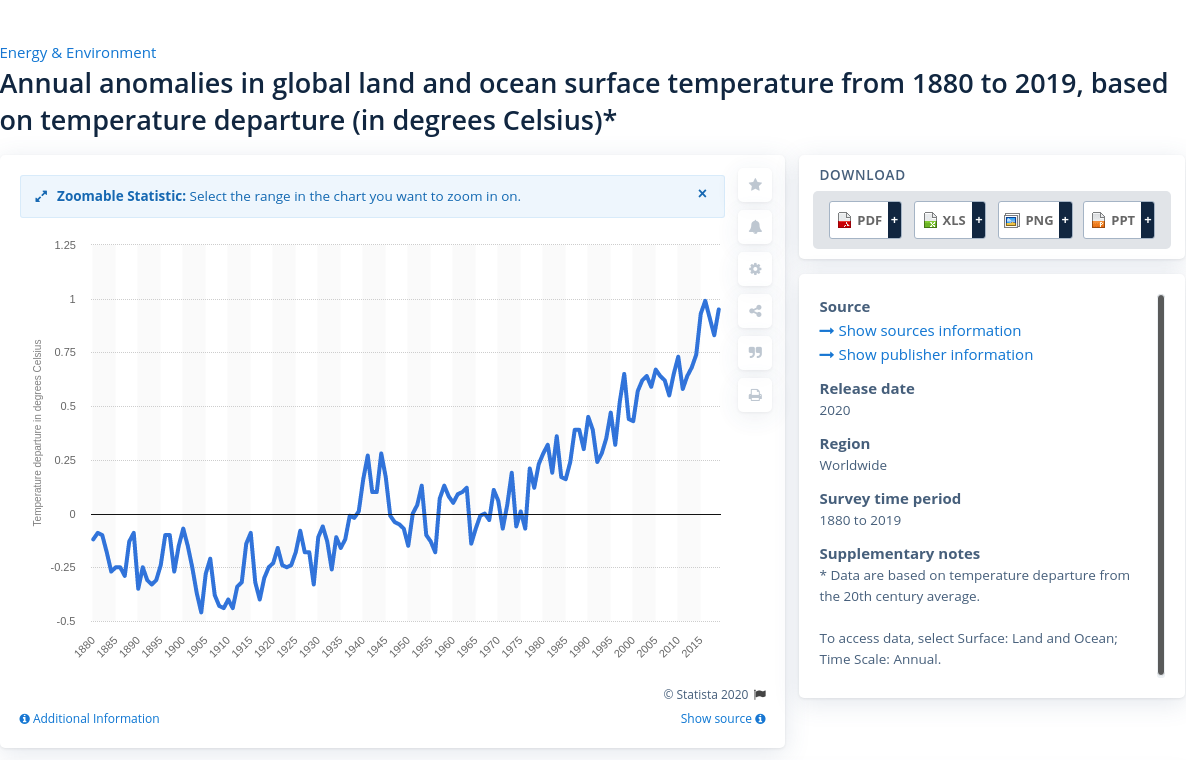 Energy & Environment
Annual anomalies in global land and ocean surface temperature from 1880 to 2019, based
on temperature departure (in degrees Celsius)*
Zoomable Statistic: Select the range in the chart you want to zoom in on.
×
Temperature departure in degrees Celsius
1.25
1
0.75
0.5
0.25
0
-0.25
-0.5
1880 1885 1890 1895 1900 1905 1910 1915 1920 1925 1930 1935 1940 1945 1950 1955 1960 1965 1970 1975 1980 1985 1990 1995 2000 2005 2010 2015
© Statista 2020
Additional Information
Show source
DOWNLOAD
PDF + XLS + PNG + PPT +
Source
Show sources information
Show publisher information
Release date
2020
Region
Worldwide
Survey time period
1880 to 2019
Supplementary notes
* Data are based on temperature departure from
the 20th century average.
To access data, select Surface: Land and Ocean;
Time Scale: Annual.